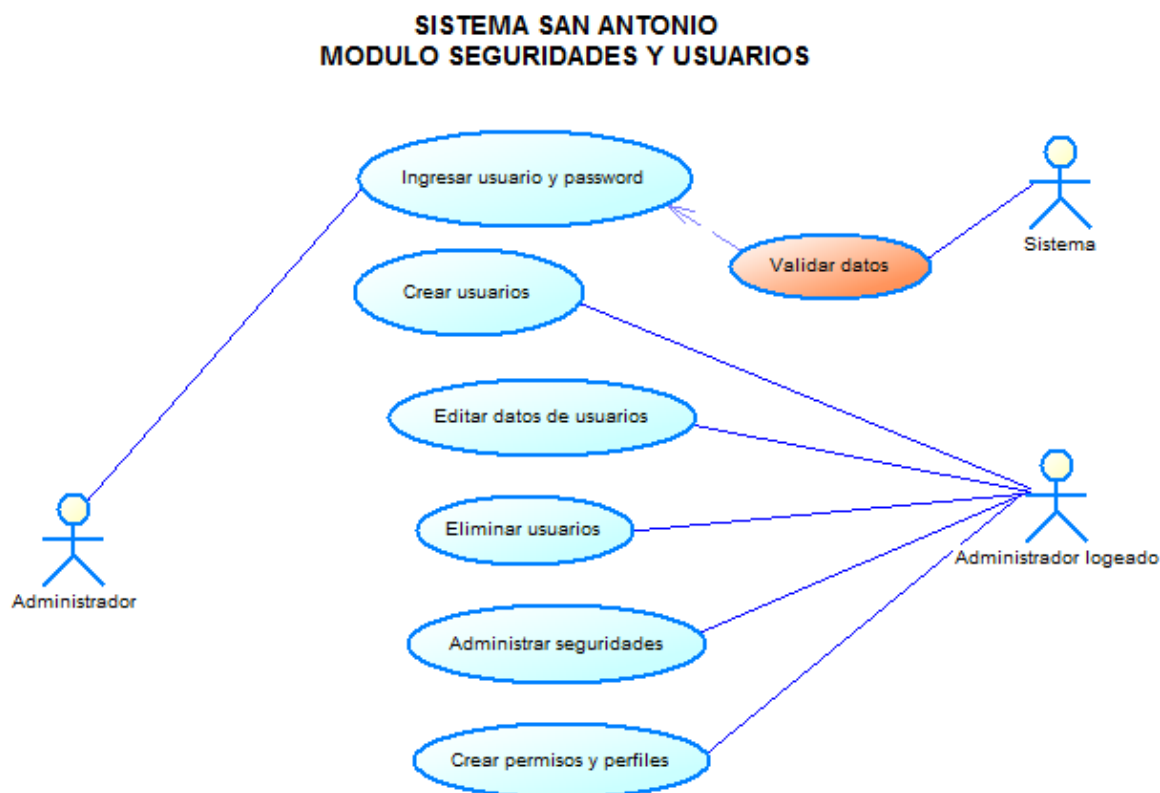 SISTEMA SAN ANTONIO
MODULO SEGURIDADES Y USUARIOS
Ingresar usuario y password
Sistema
Validar datos
Crear usuarios
Editar datos de usuarios
Eliminar usuarios
Administrador logeado
Administrador
Administrar seguridades
Crear permisos y perfiles